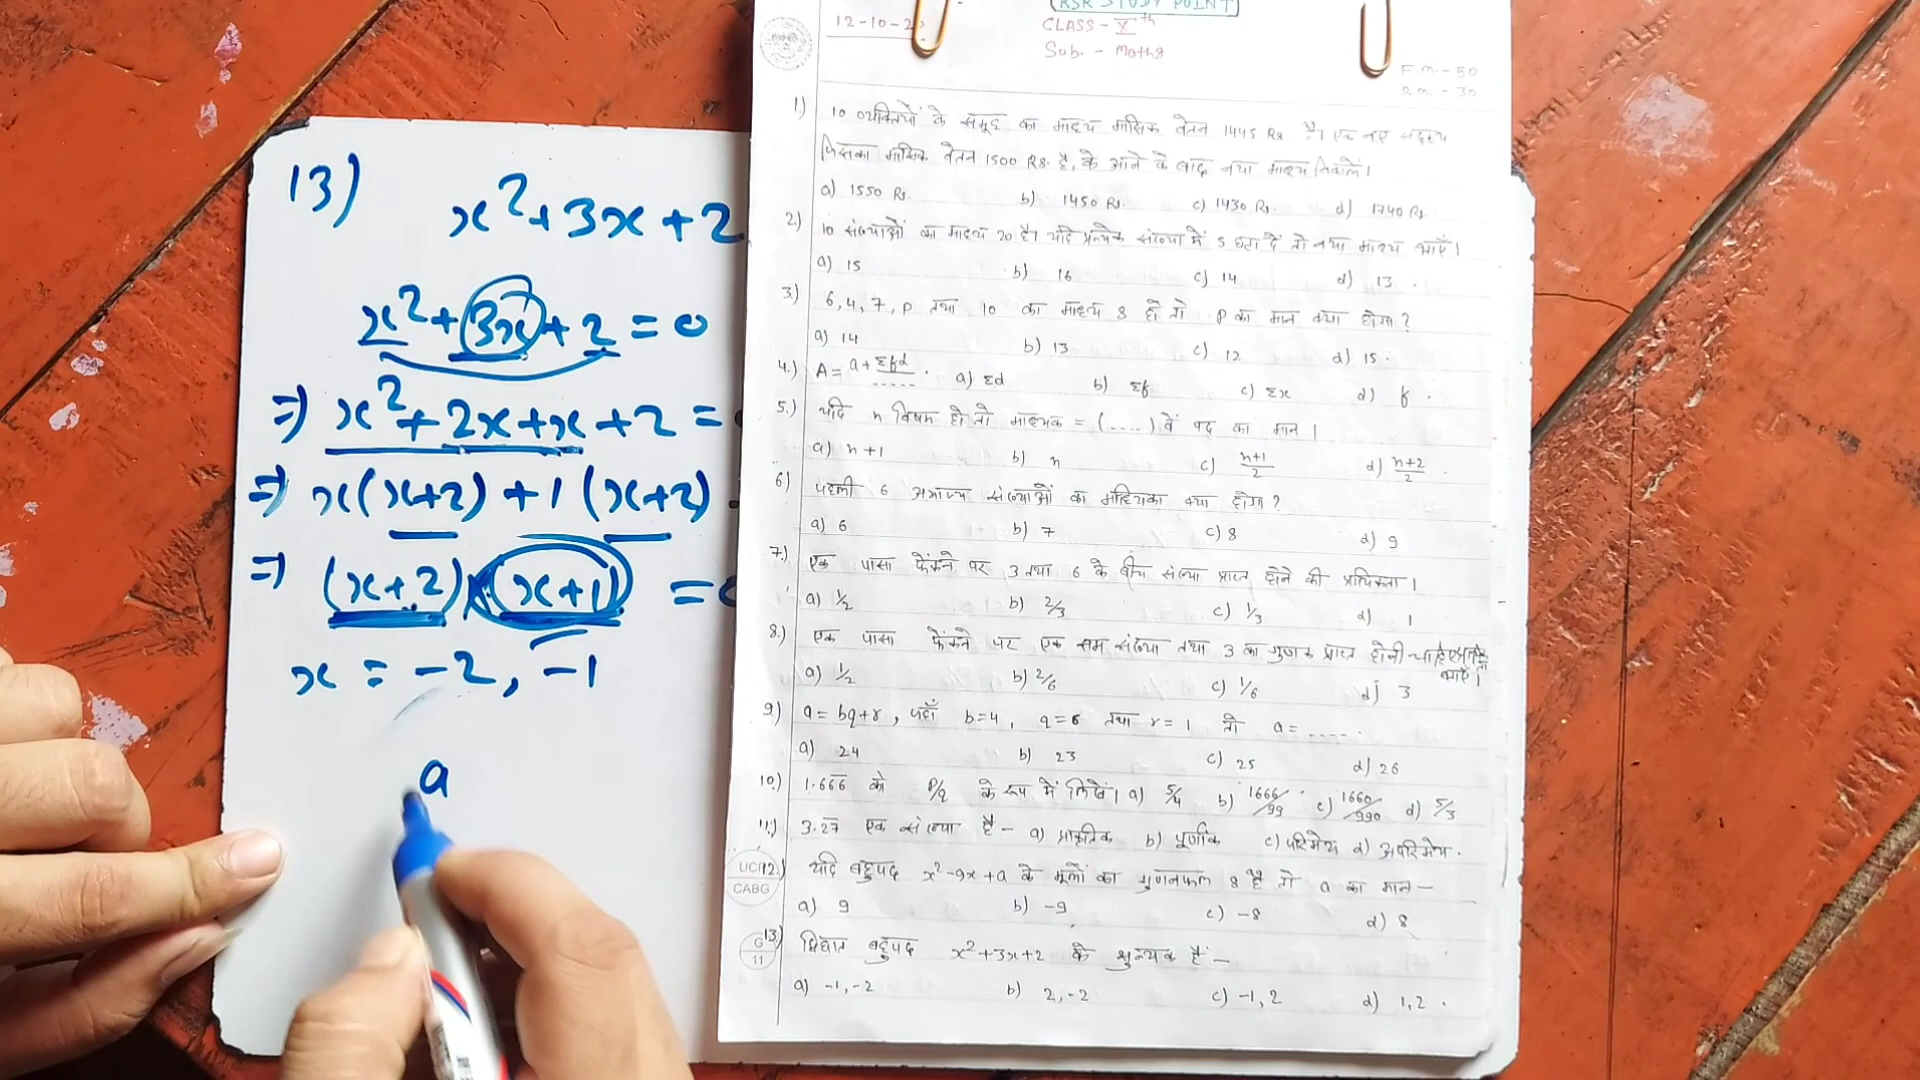 13)
x²+3x+2
x²+3x+2=0
=) x²+2x+x+2=
=) x(x+2)+1(x+2)
=) (x+2)x(x+1) =
x = -2, -1
a
RSR STUDY POINT
12-10-2
CLASS - X th
Sub. - Maths
F.m. - 50
1) 10 व्यक्तियों के समूह का माध्य मासिक वेतन 1445 Rs है। एक नए सदस्य
जिसका मासिक वेतन 1500 Rs. है, के आने के बाद नया माध्य निकालें।
a) 1550 Rs. b) 1450 Rs. c) 1430 Rs. d) 1740 Rs.
2.) 10 संख्याओं का माध्य 20 है। यदि प्रत्येक संख्या में 5 घटा दें तो नया माध्य बताएँ।
a) 15 b) 16 c) 14 d) 13 .
3.) 6, 4, 7, P तथा 10 का माध्य 8 हो तो P का मान क्या होगा ?
a) 14 b) 13 c) 12 d) 15 .
4.) A = a + Σfd / ..... . a) Σd b) Σf c) Σx d) f .
5.) यदि n विषम हो तो माध्यक = (....) वें पद का मान।
a) n+1 b) n c) n+1/2 d) n+2/2 .
6) पहली 6 अभाज्य संख्याओं का माध्यिका क्या होगा ?
a) 6 b) 7 c) 8 d) 9
7.) एक पासा फेंकने पर 3 तथा 6 के बीच संख्या प्राप्त होने की प्रायिकता।
a) ½ b) 2/3 c) 1/3 d) 1
8.) एक पासा फेंकने पर एक सम संख्या तथा 3 का गुणक प्राप्त होनी चाहिए
a) ½ b) 2/6 c) 1/6 d) 3
9.) a = bq+r, जहाँ b=4, q=6 तथा r=1 तो a= .....
a) 24 b) 23 c) 25 d) 26
10.) 1.666 को P/q के रूप में लिखें। a) 5/4 b) 1666/99 c) 1660/990 d) 5/3
11.) 3.27 एक संख्या है - a) प्राकृतिक b) पूर्णांक c) परिमेय d) अपरिमेय .
UC
CABG
12.) यदि बहुपद x²-9x+a के मूलों का गुणनफल 8 है तो a का मान —
a) 9 b) -9 c) -8 d) 8
G
11
13) द्विघात बहुपद x²+3x+2 के शुन्यक हैं -
a) -1, -2 b) 2, -2 c) -1, 2 d) 1, 2 .